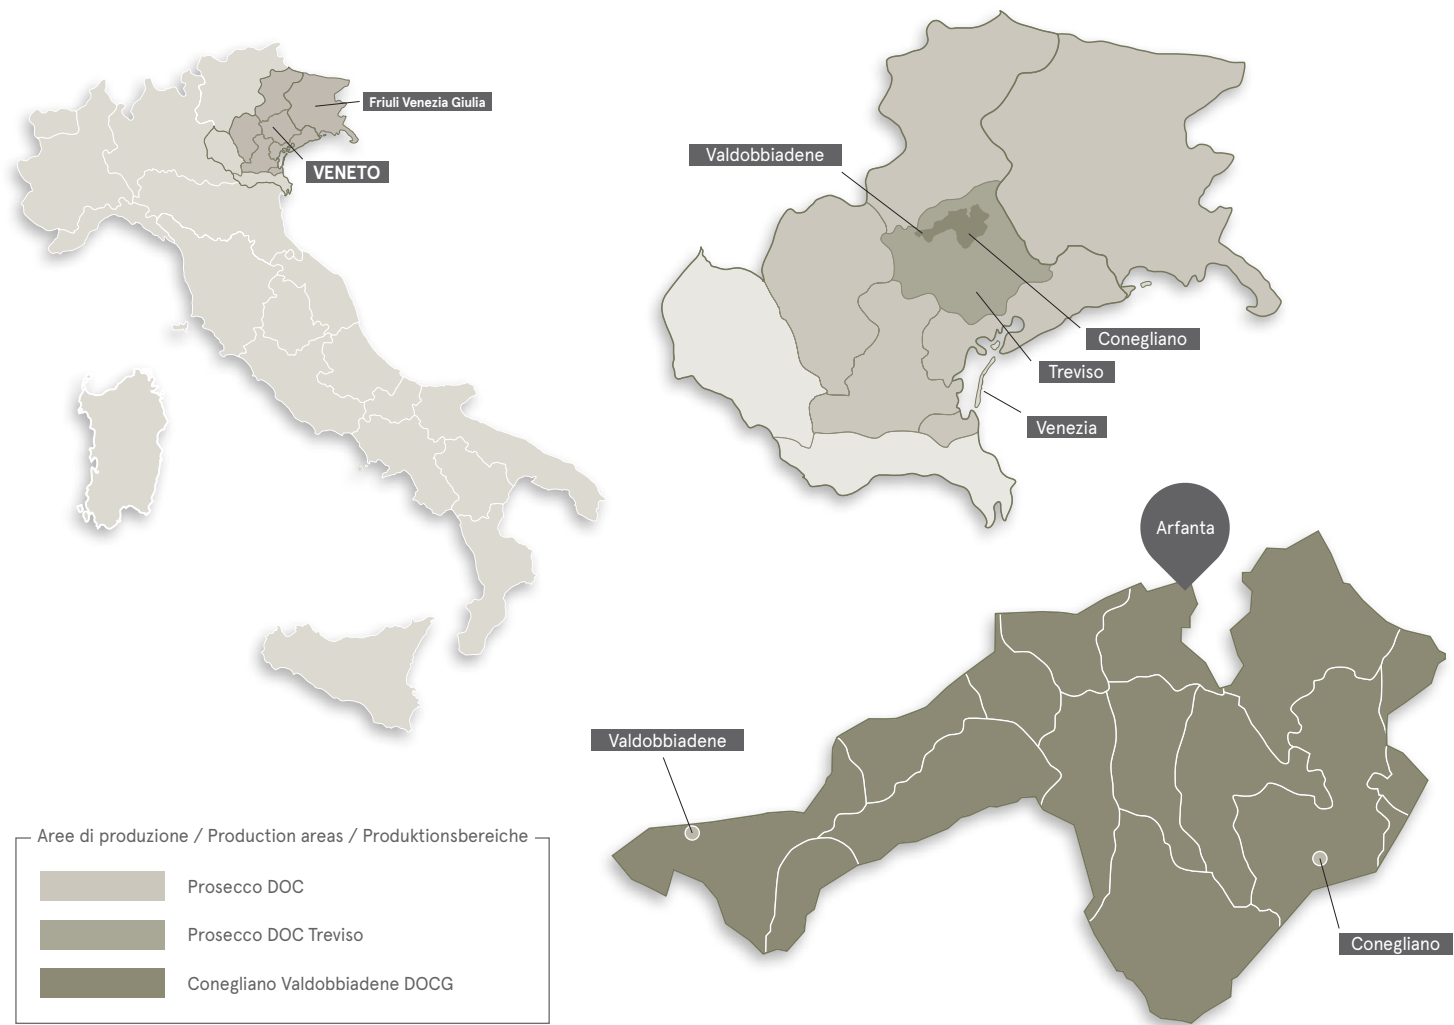 Friuli Venezia Giulia
VENETO
Valdobbiadene
Conegliano
Treviso
Venezia
Arfanta
Valdobbiadene
Conegliano
Aree di produzione / Production areas / Produktionsbereiche
Prosecco DOC
Prosecco DOC Treviso
Conegliano Valdobbiadene DOCG